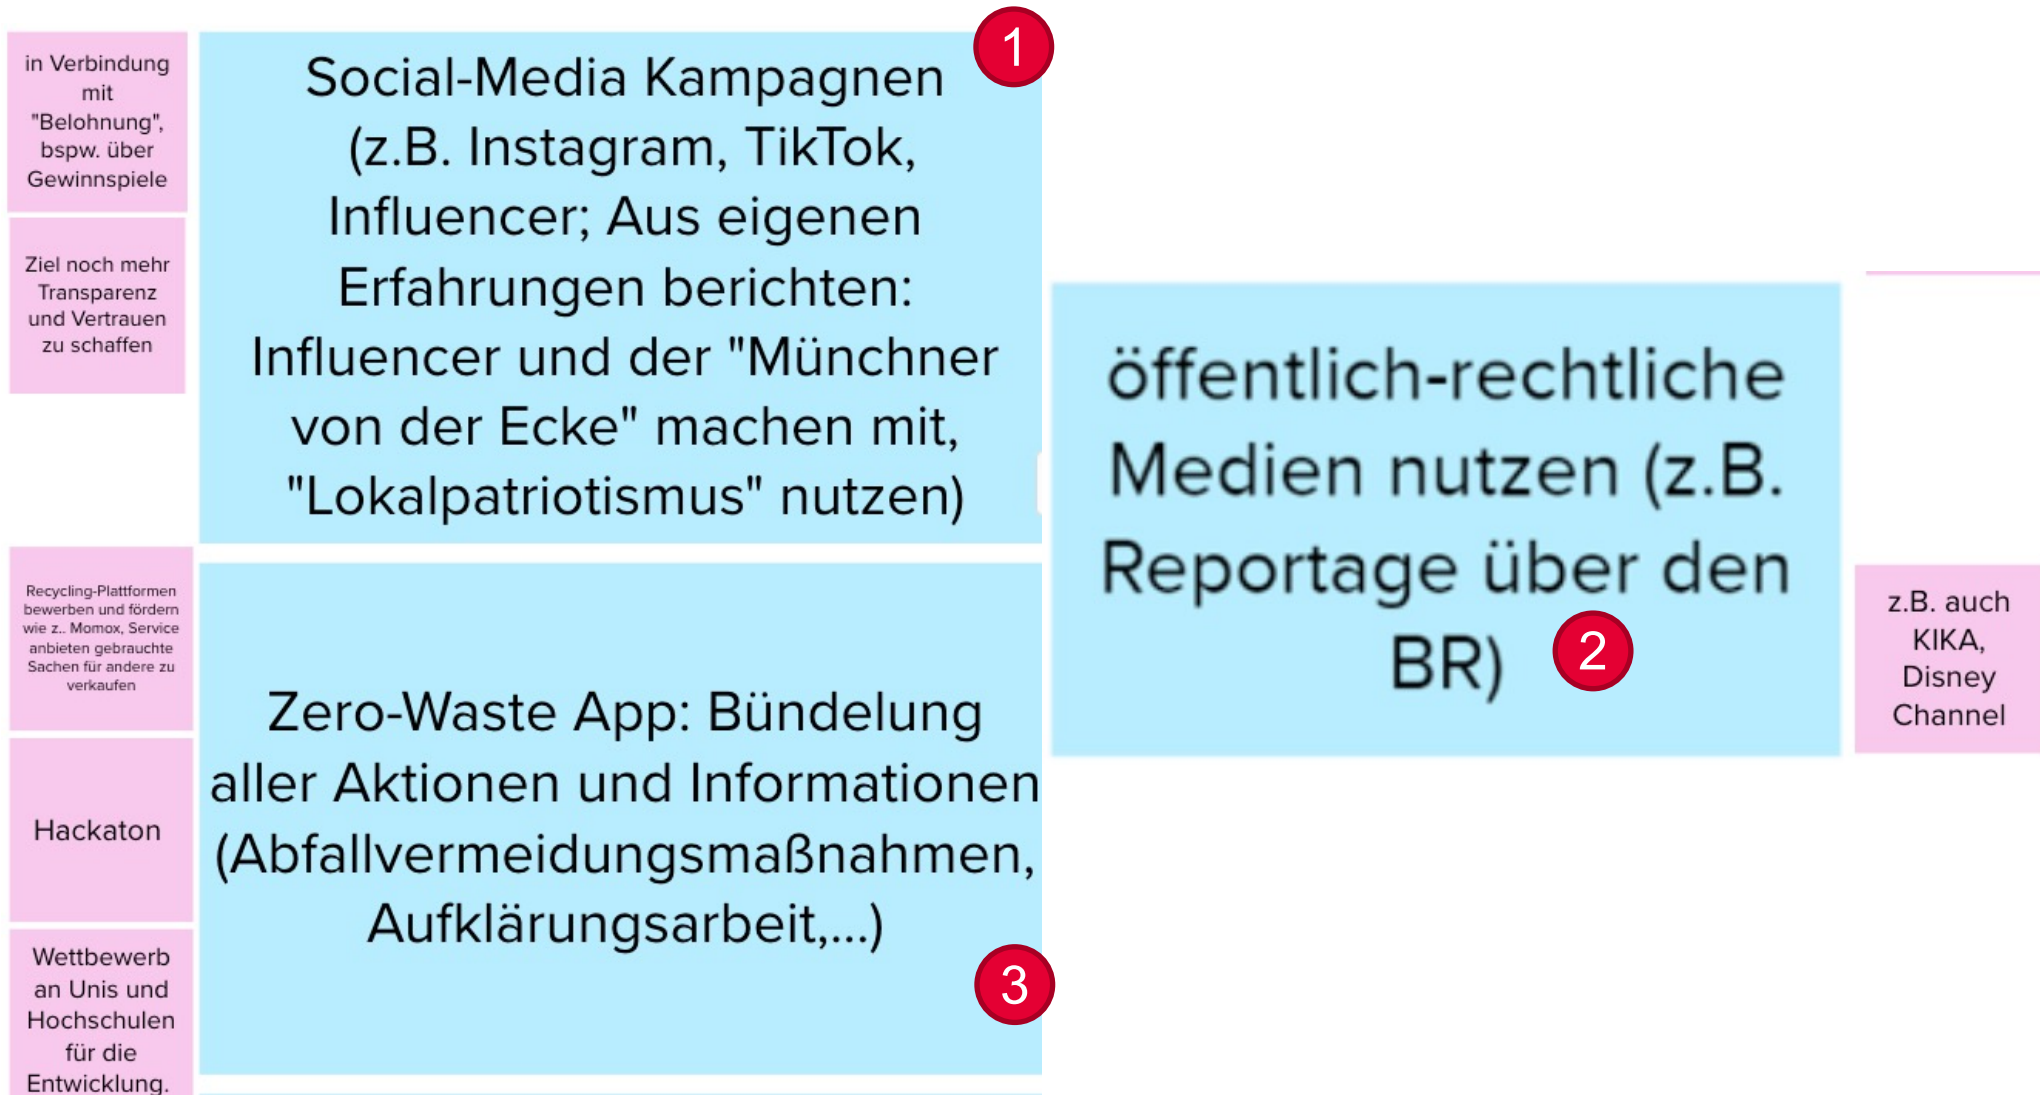 in Verbindung
mit
"Belohnung",
bspw. über
Gewinnspiele
Ziel noch mehr
Transparenz
und Vertrauen
zu schaffen
1
Social-Media Kampagnen
(z.B. Instagram, TikTok,
Influencer; Aus eigenen
Erfahrungen berichten:
Influencer und der "Münchner
von der Ecke" machen mit,
"Lokalpatriotismus" nutzen)
öffentlich-rechtliche
Medien nutzen (z.B.
Reportage über den
BR)
2
z.B. auch
KIKA,
Disney
Channel
Recycling-Plattformen
bewerben und fördern
wie z.. Momox, Service
anbieten gebrauchte
Sachen für andere zu
verkaufen
Hackaton
Wettbewerb
an Unis und
Hochschulen
für die
Entwicklung.
Zero-Waste App: Bündelung
aller Aktionen und Informationen
(Abfallvermeidungsmaßnahmen,
Aufklärungsarbeit,...)
3